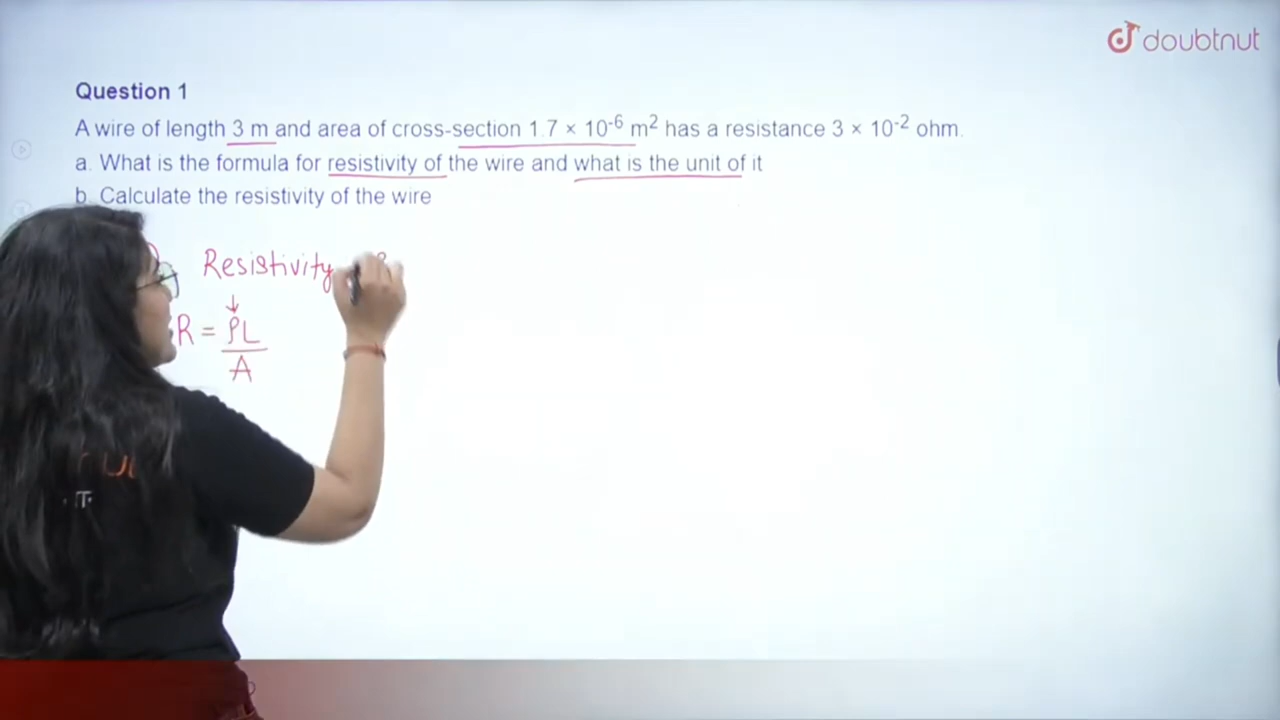 doubtnut
Question 1
A wire of length 3 m and area of cross-section 1.7 × 10⁻⁶ m² has a resistance 3 × 10⁻² ohm.
a. What is the formula for resistivity of the wire and what is the unit of it
b. Calculate the resistivity of the wire
Resistivity
R = ρL
A